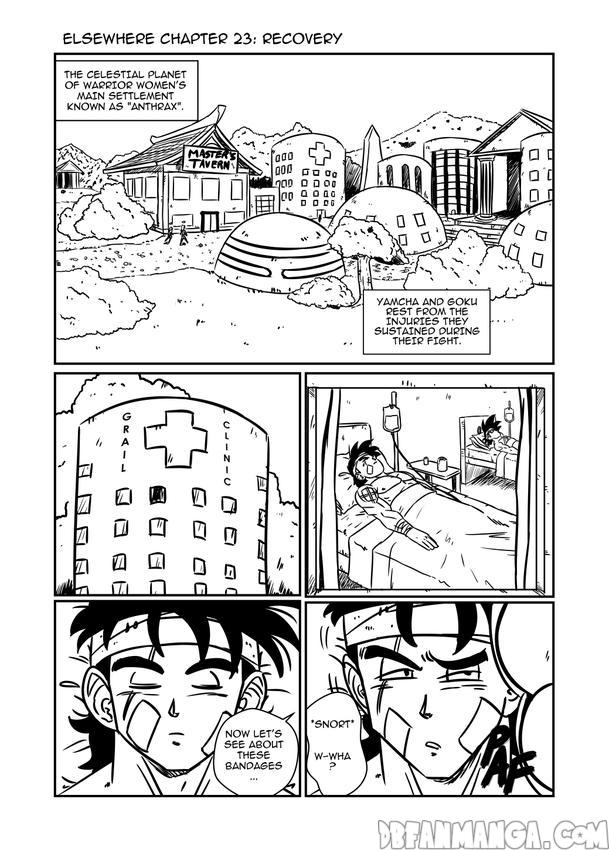 ELSEWHERE CHAPTER 23: RECOVERY
THE CELESTIAL PLANET
OF WARRIOR WOMEN'S
MAIN SETTLEMENT
KNOWN AS "ANTHRAX".
MASTER'S
TAVERN
YAMCHA AND GOKU
REST FROM THE
INJURIES THEY
SUSTAINED DURING
THEIR FIGHT.
GRAIL
CLINIC
NOW LET'S
SEE ABOUT
THESE
BANDAGES
...
*SNORT*
W-WHA
?
PAF
DBFANMANGA.COM